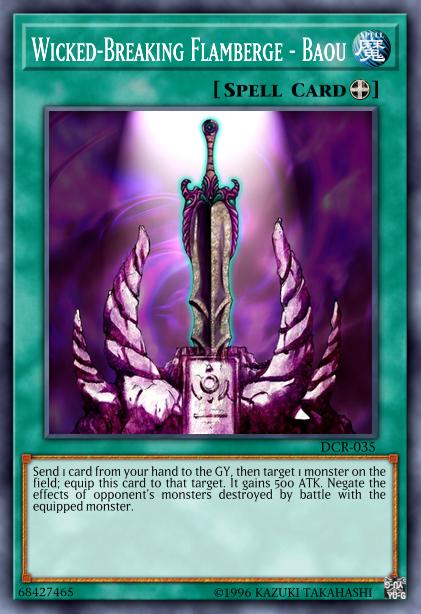 WICKED-BREAKING FLAMBERGE - BAOU
SPELL
魔
[SPELL CARD]
DCR-035
Send 1 card from your hand to the GY, then target 1 monster on the
field; equip this card to that target. It gains 500 ATK. Negate the
effects of opponent's monsters destroyed by battle with the
equipped monster.
68427465
©1996 KAZUKI TAKAHASHI